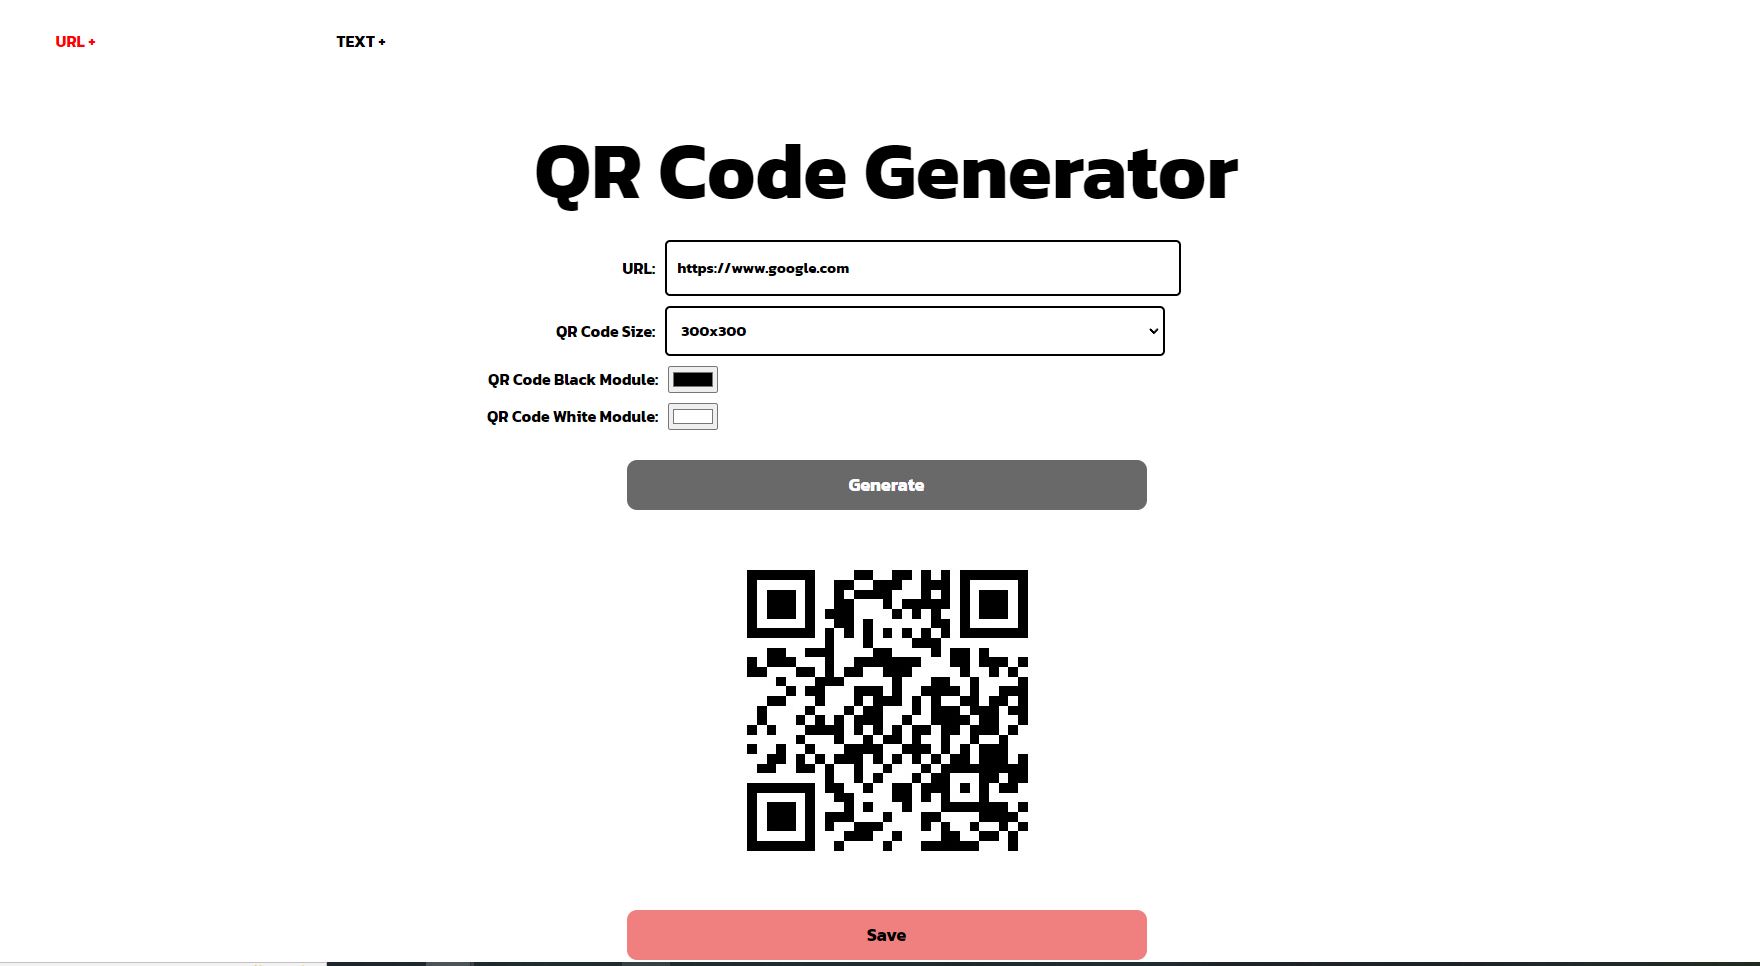 URL +
TEXT +
QR Code Generator
URL: https://www.google.com
QR Code Size: 300x300
QR Code Black Module:
QR Code White Module:
Generate
Save